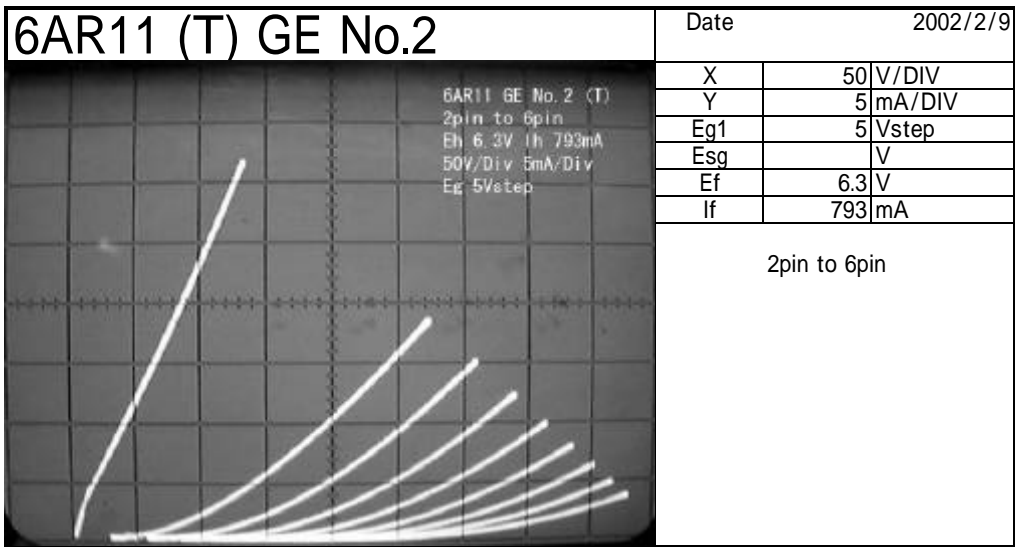 6AR11 (T) GE No.2
Date 2002/2/9
6AR11 GE No.2 (T)
2pin to 6pin
Eh 6.3V Ih 793mA
50V/Div 5mA/Div
Eg 5Vstep
X 50 V/DIV
Y 5 mA/DIV
Eg1 5 Vstep
Esg V
Ef 6.3 V
If 793 mA
2pin to 6pin